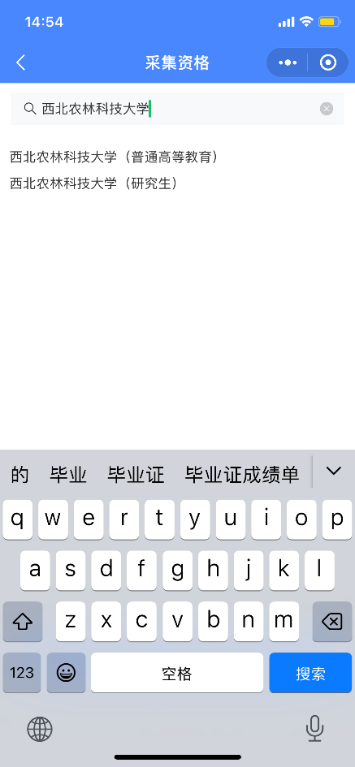 14:54
采集资格
西北农林科技大学
西北农林科技大学（普通高等教育）
西北农林科技大学（研究生）
的 毕业 毕业证 毕业证成绩单
q w e r t y u i o p
a s d f g h j k l
z x c v b n m
123 空格 搜索